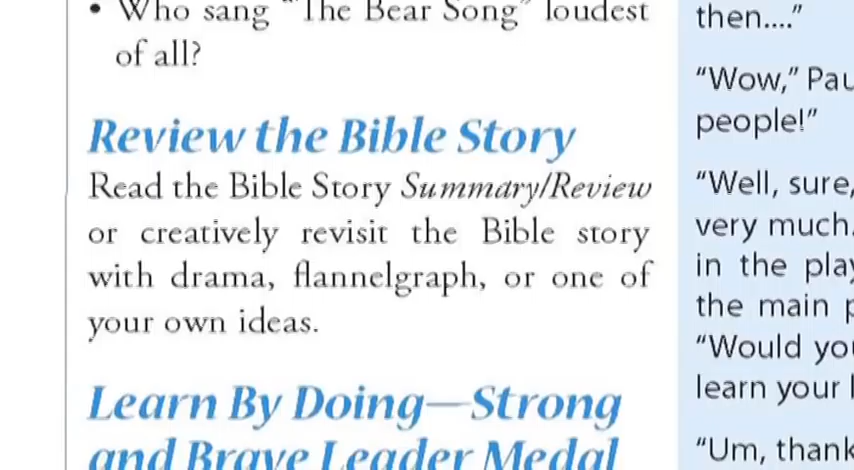 • Who sang “The Bear Song” loudest
of all?
Review the Bible Story
Read the Bible Story Summary/Review
or creatively revisit the Bible story
with drama, flannelgraph, or one of
your own ideas.
Learn By Doing—Strong
and Brave Leader Medal
then....”
“Wow,”
people!”
“Well, sure,
very much.
in the
the main
“Would
learn your
“Um, thank